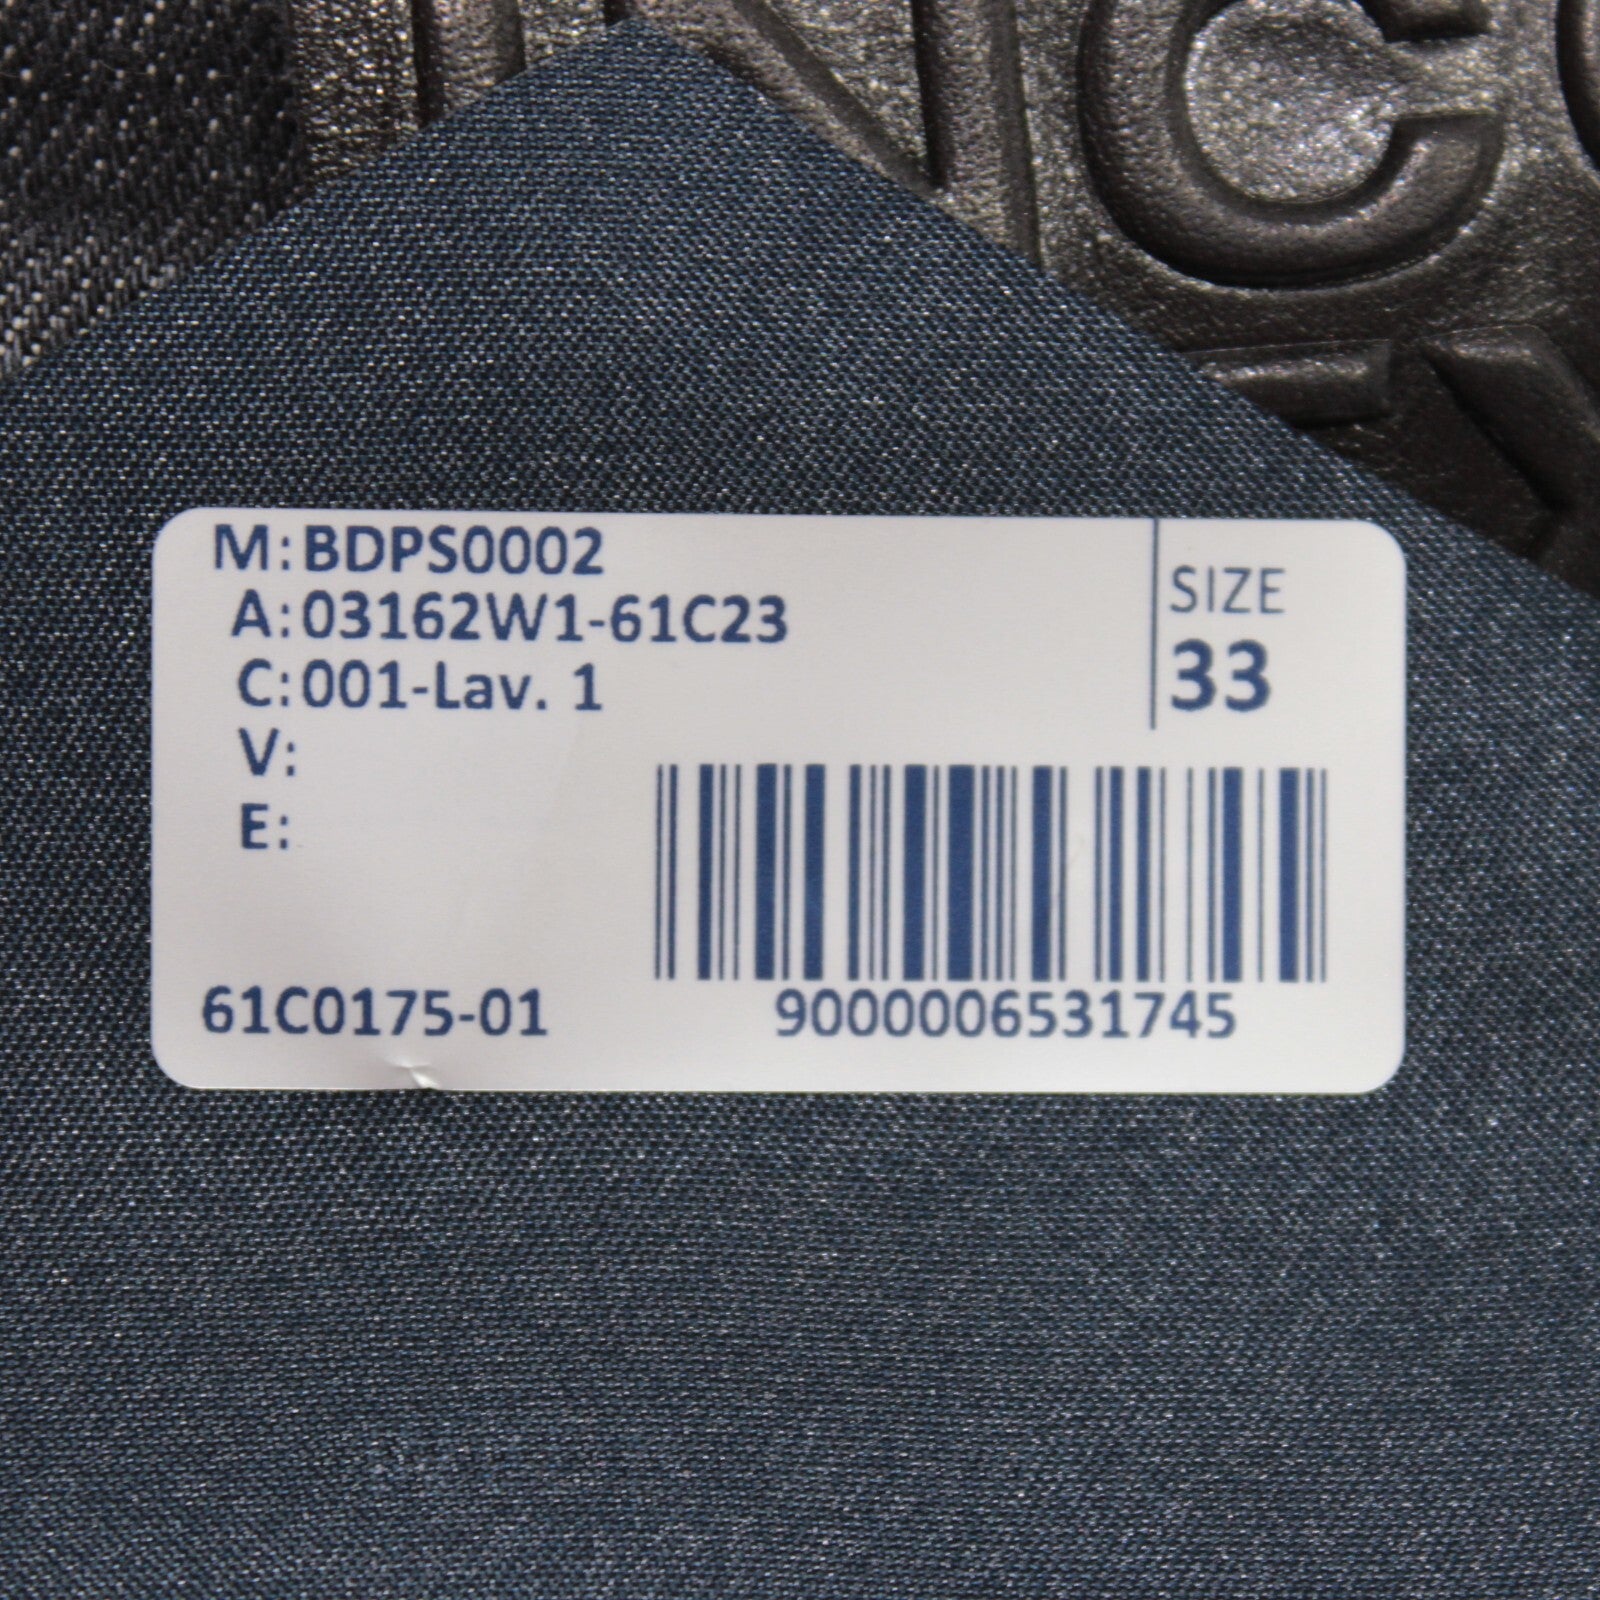 M: BDPS0002
A: 03162W1-61C23
C: 001-Lav. 1
V:
E:
SIZE
33
61C0175-01
9000006531745